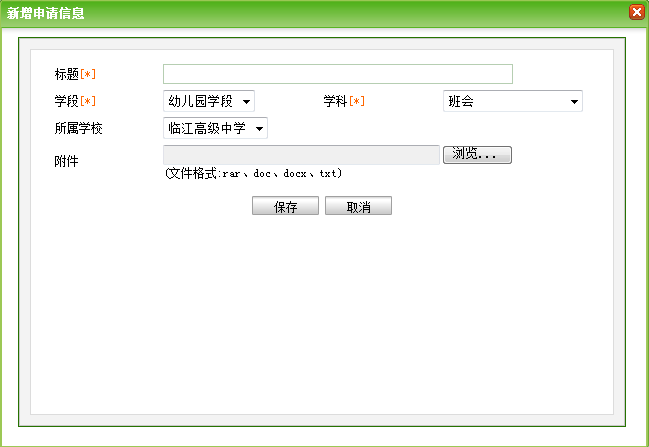 新增申请信息
标题[*]
学段[*] 幼儿园学段 学科[*] 班会
所属学校 临江高级中学
附件 浏览...
(文件格式:rar、doc、docx、txt)
保存 取消